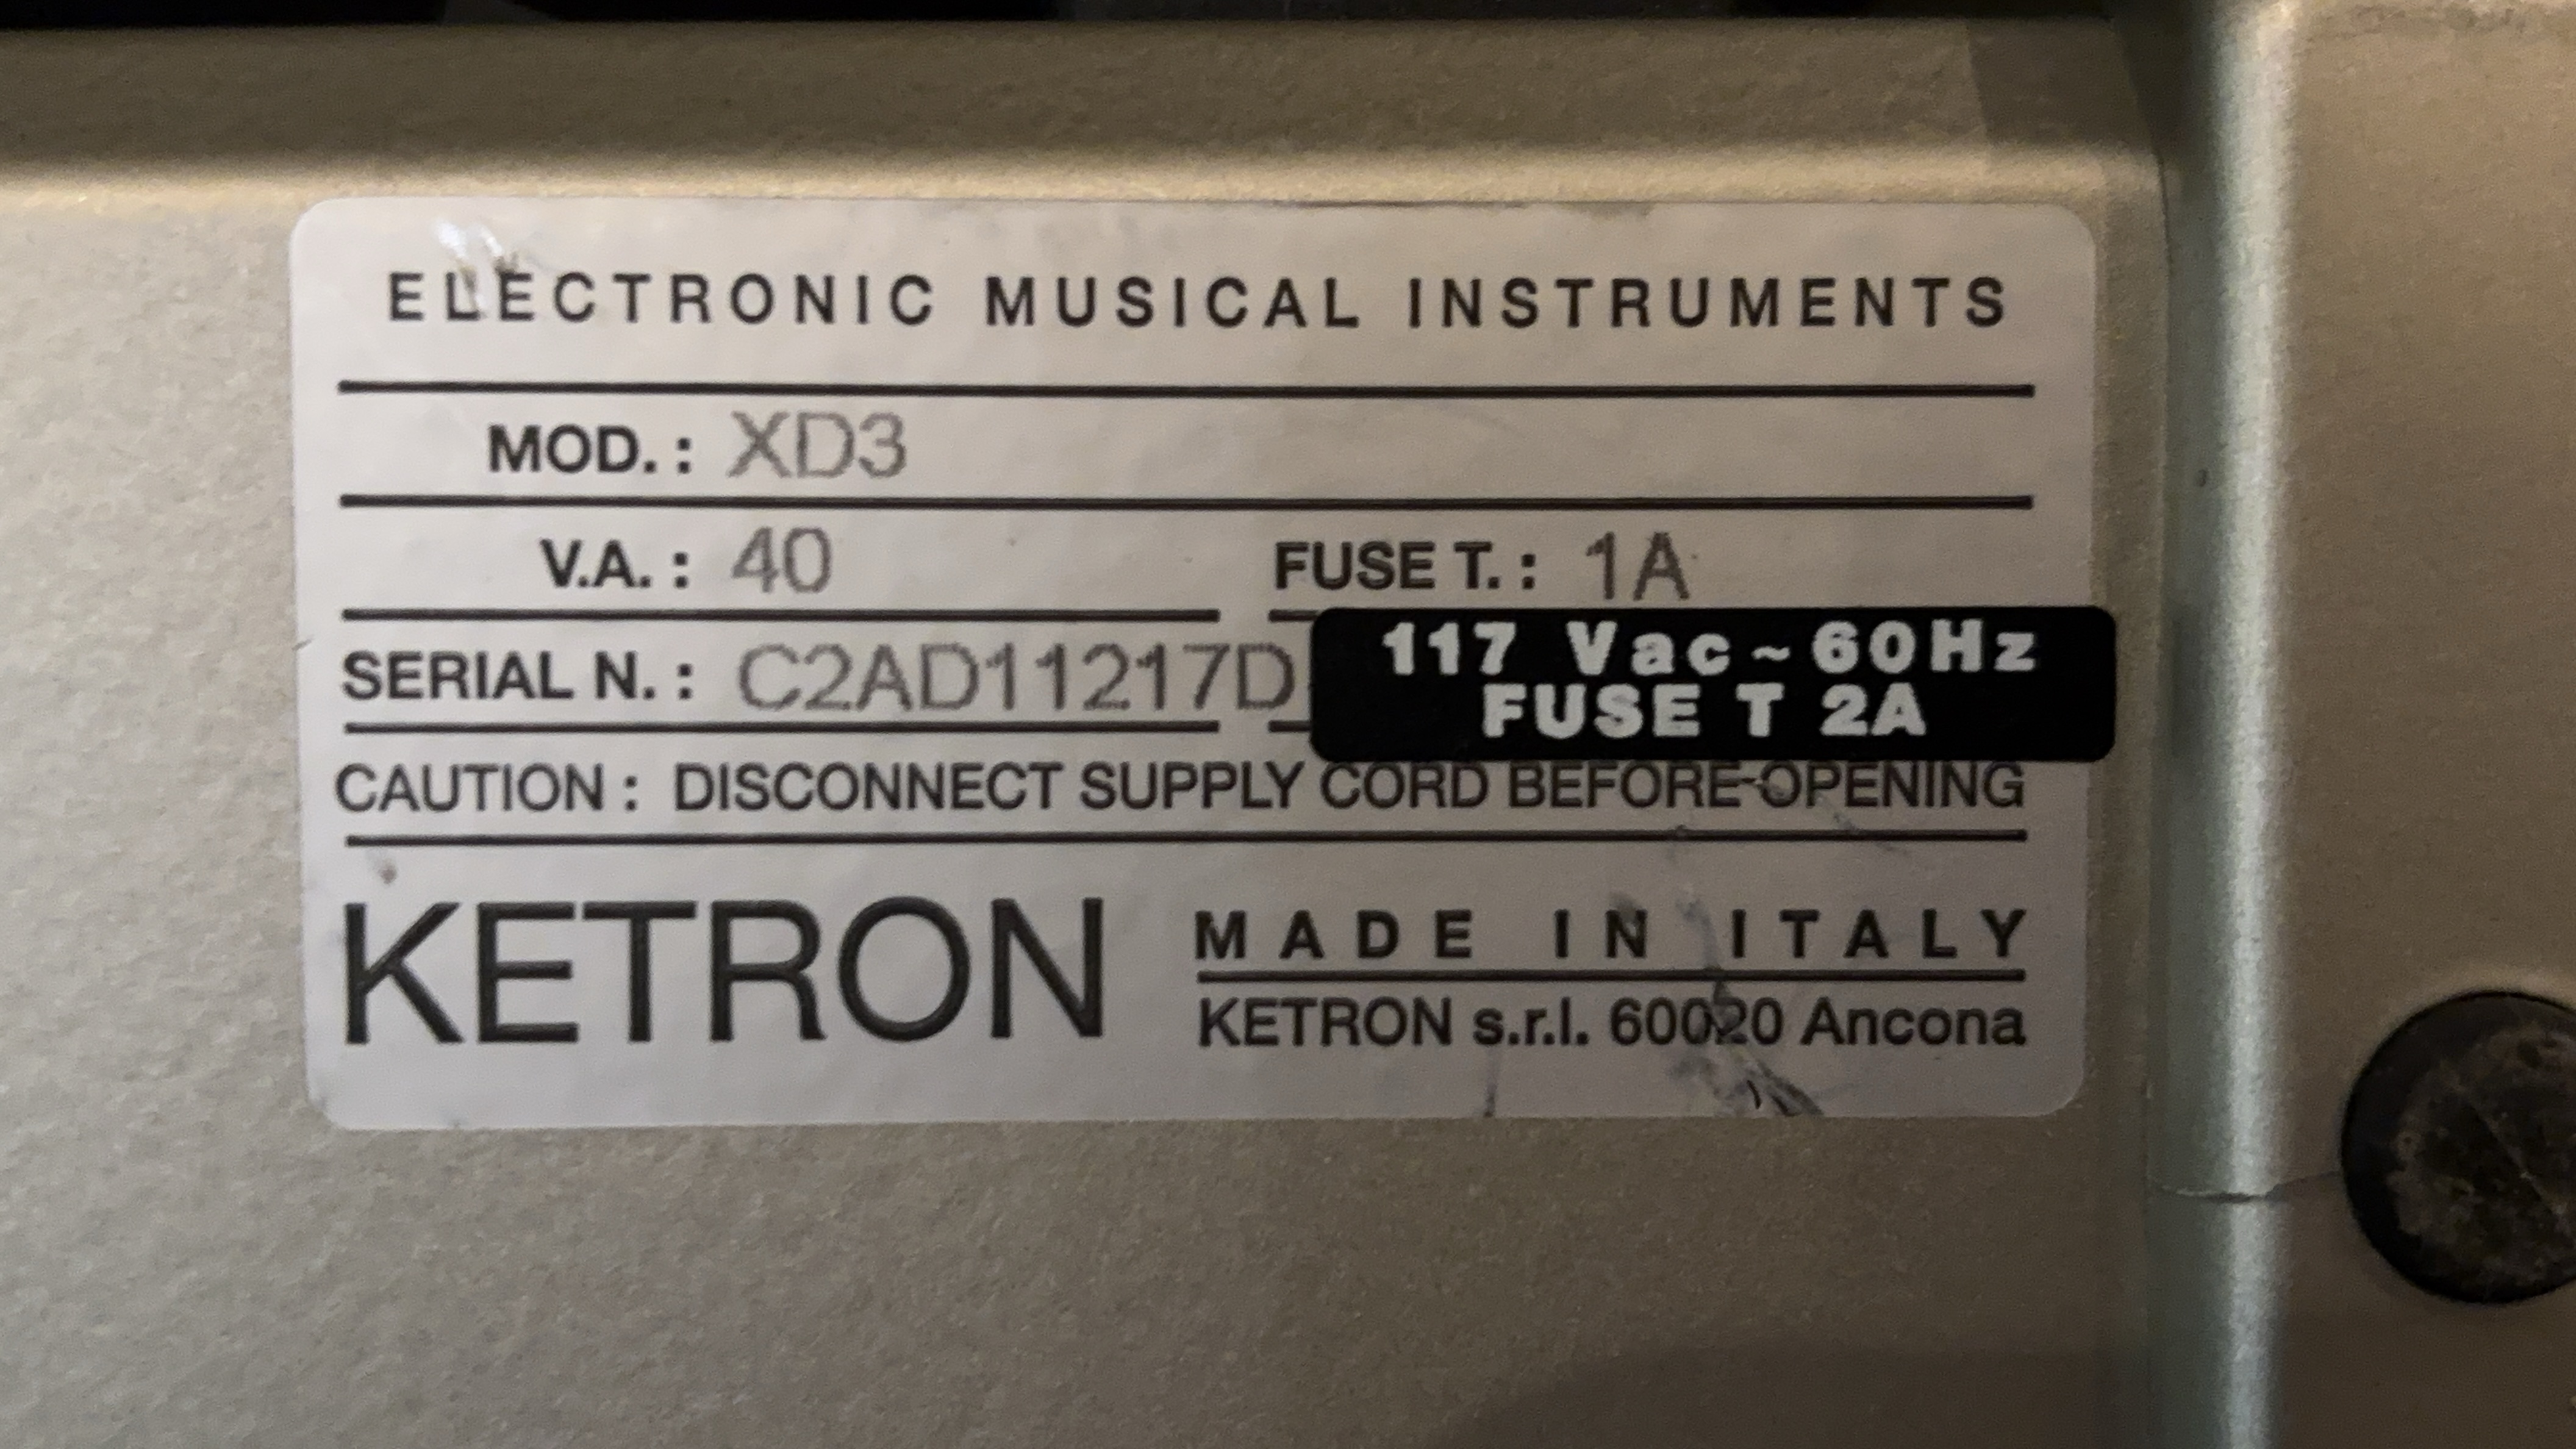 ELECTRONIC MUSICAL INSTRUMENTS
MOD. : XD3
V.A. : 40 FUSE T. : 1A
SERIAL N. : C2AD11217D
117 Vac ~ 60Hz
FUSE T 2A
CAUTION : DISCONNECT SUPPLY CORD BEFORE OPENING
KETRON
MADE IN ITALY
KETRON s.r.l. 60020 Ancona